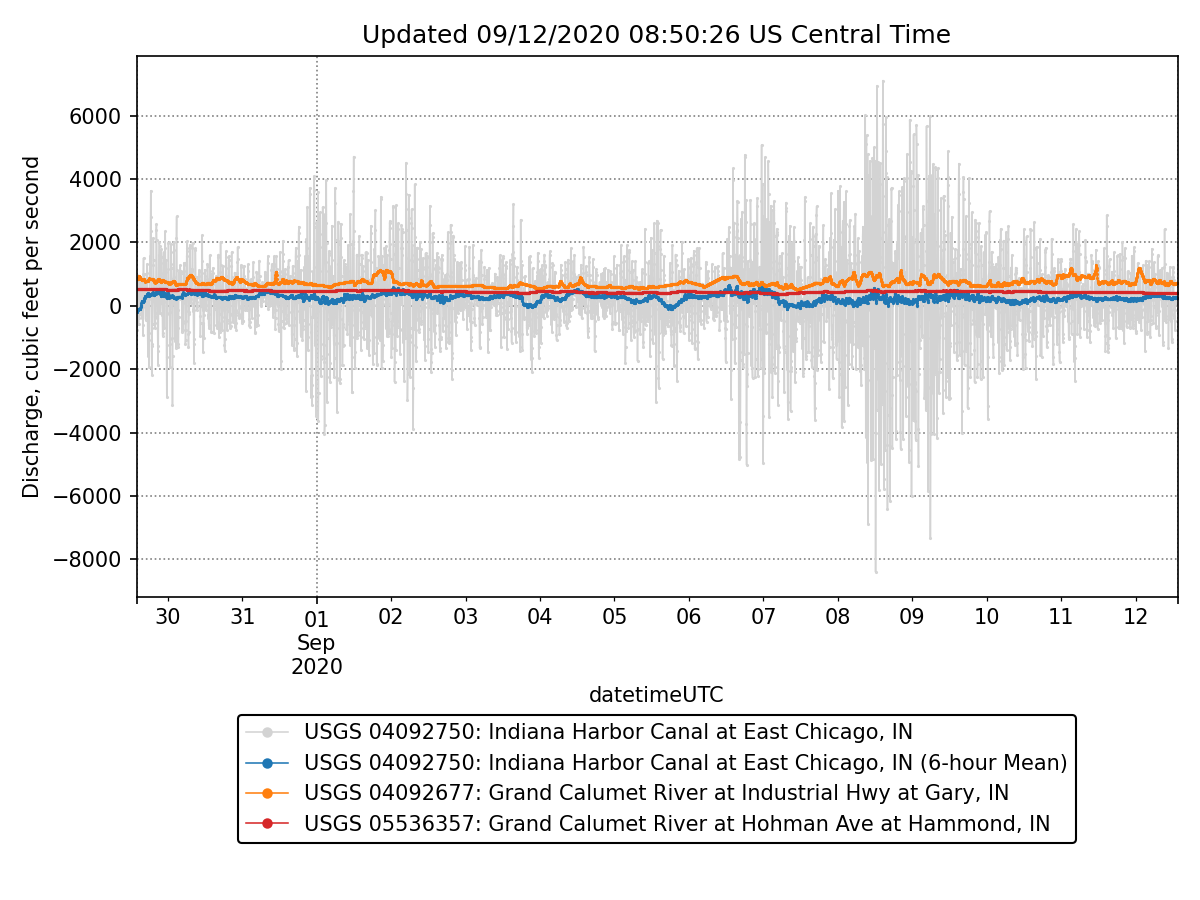 Updated 09/12/2020 08:50:26 US Central Time
Discharge, cubic feet per second
6000
4000
2000
0
−2000
−4000
−6000
−8000
30 31 01 02 03 04 05 06 07 08 09 10 11 12
Sep
2020
datetimeUTC
USGS 04092750: Indiana Harbor Canal at East Chicago, IN
USGS 04092750: Indiana Harbor Canal at East Chicago, IN (6-hour Mean)
USGS 04092677: Grand Calumet River at Industrial Hwy at Gary, IN
USGS 05536357: Grand Calumet River at Hohman Ave at Hammond, IN